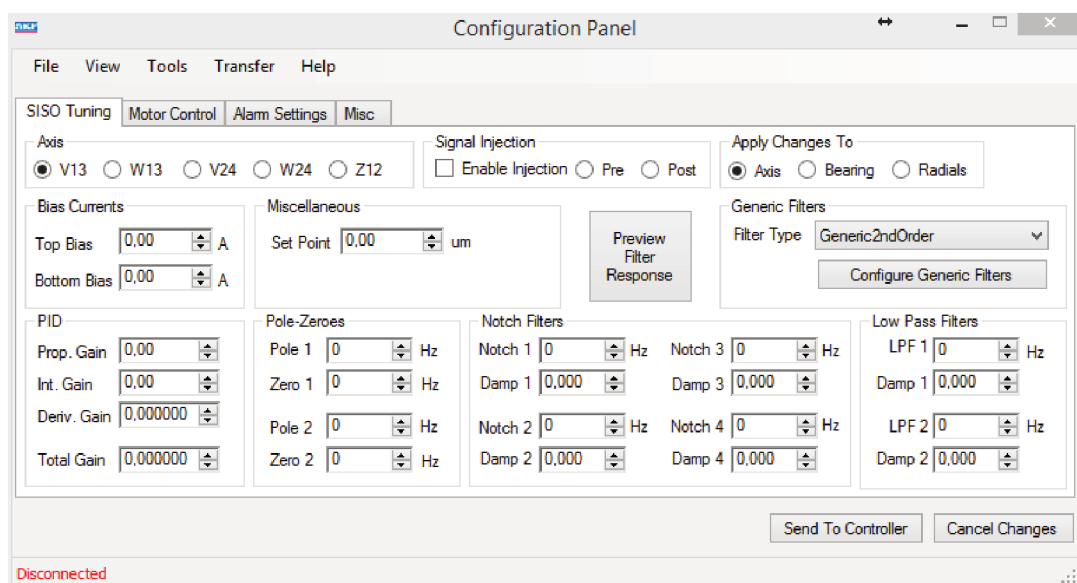 SKF
Configuration Panel
File View Tools Transfer Help
SISO Tuning Motor Control Alarm Settings Misc
Axis
V13 W13 V24 W24 Z12
Signal Injection
Enable Injection Pre Post
Apply Changes To
Axis Bearing Radials
Bias Currents
Top Bias 0,00 A
Bottom Bias 0,00 A
Miscellaneous
Set Point 0,00 um
Preview
Filter
Response
Generic Filters
Filter Type Generic2ndOrder
Configure Generic Filters
PID
Prop. Gain 0,00
Int. Gain 0,00
Deriv. Gain 0,000000
Total Gain 0,000000
Pole-Zeroes
Pole 1 0 Hz
Zero 1 0 Hz
Pole 2 0 Hz
Zero 2 0 Hz
Notch Filters
Notch 1 0 Hz Notch 3 0 Hz
Damp 1 0,000 Damp 3 0,000
Notch 2 0 Hz Notch 4 0 Hz
Damp 2 0,000 Damp 4 0,000
Low Pass Filters
LPF 1 0 Hz
Damp 1 0,000
LPF 2 0 Hz
Damp 2 0,000
Send To Controller Cancel Changes
Disconnected